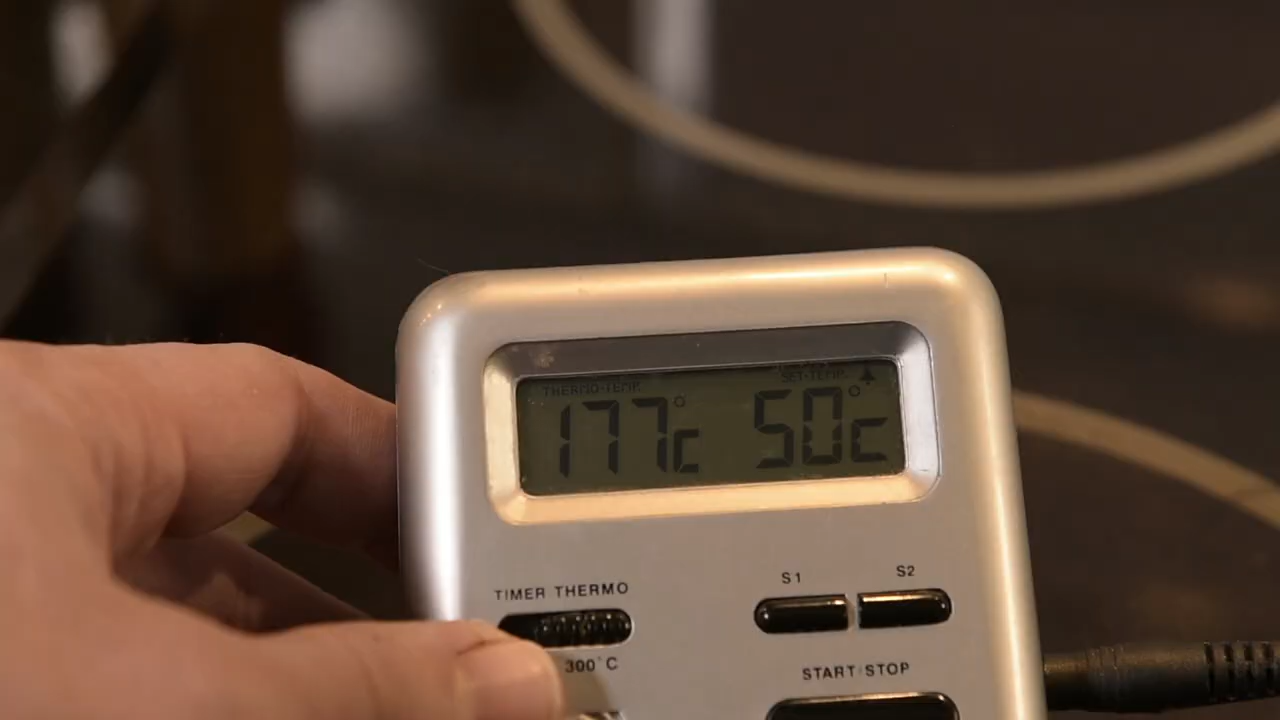 THERMO-TEMP. SET-TEMP.
177°C 50°C
S1 S2
TIMER THERMO
300°C
START/STOP